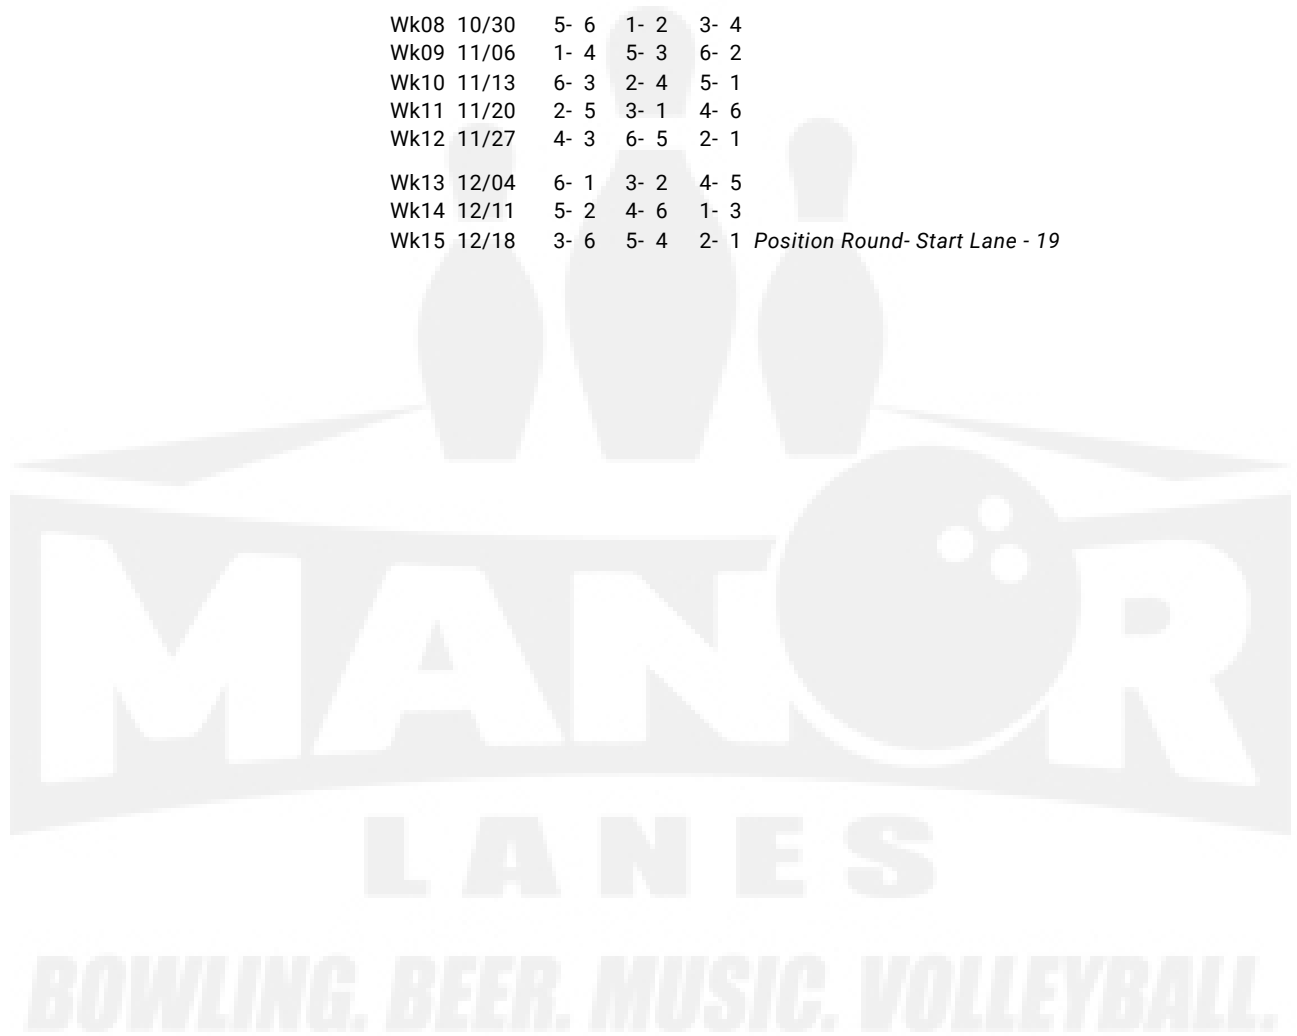 Wk08 10/30 5- 6 1- 2 3- 4
Wk09 11/06 1- 4 5- 3 6- 2
Wk10 11/13 6- 3 2- 4 5- 1
Wk11 11/20 2- 5 3- 1 4- 6
Wk12 11/27 4- 3 6- 5 2- 1
Wk13 12/04 6- 1 3- 2 4- 5
Wk14 12/11 5- 2 4- 6 1- 3
Wk15 12/18 3- 6 5- 4 2- 1 Position Round- Start Lane - 19
MANOR
LANES
BOWLING. BEER. MUSIC. VOLLEYBALL.